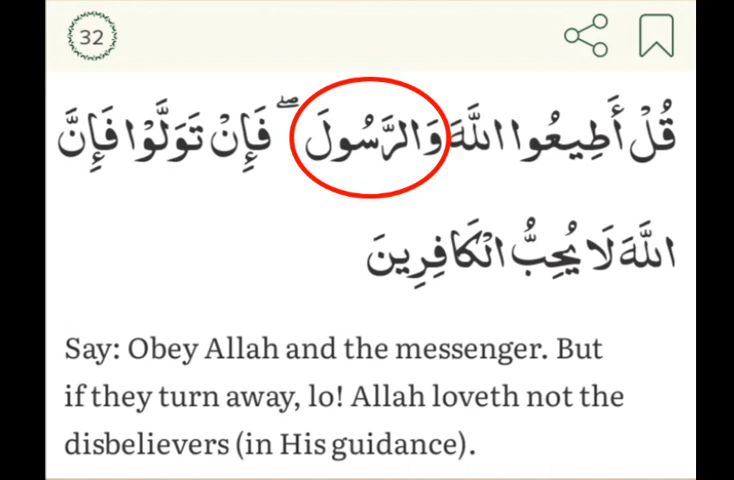 32
قُلْ أَطِيعُوا اللَّهَ وَالرَّسُولَ ۖ فَإِنْ تَوَلَّوْا فَإِنَّ
اللَّهَ لَا يُحِبُّ الْكَافِرِينَ
Say: Obey Allah and the messenger. But
if they turn away, lo! Allah loveth not the
disbelievers (in His guidance).